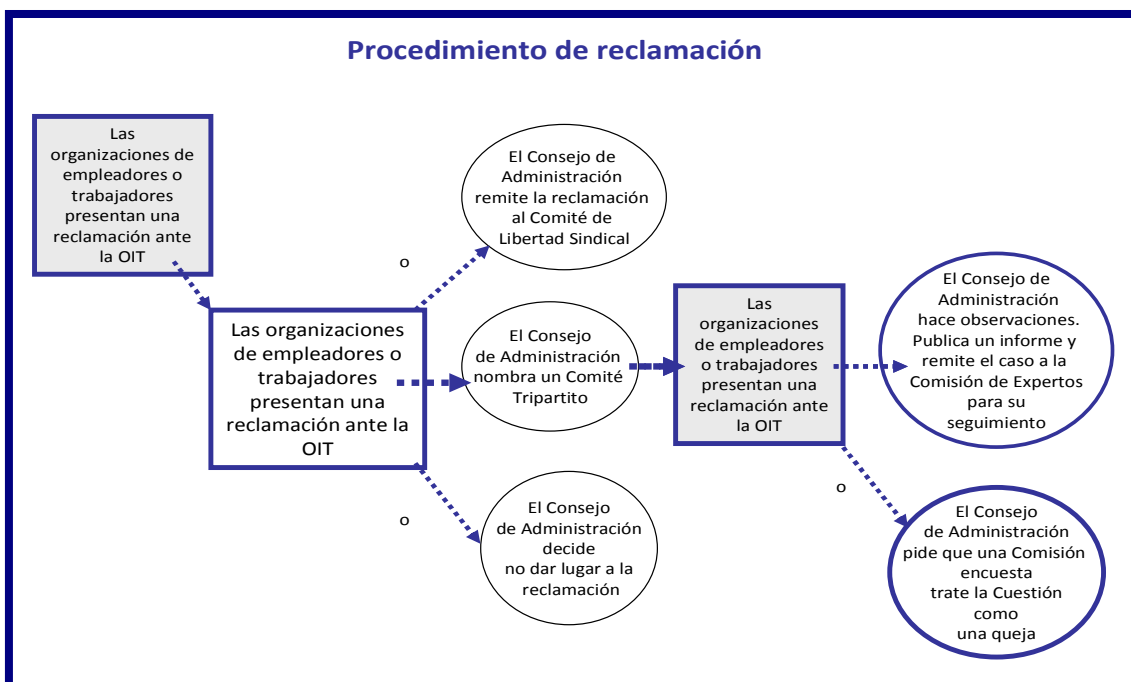 Procedimiento de reclamación
Las
organizaciones de
empleadores o
trabajadores
presentan una
reclamación ante
la OIT
El Consejo de
Administración
remite la reclamación
al Comité de
Libertad Sindical
o
Las organizaciones
de empleadores o
trabajadores
presentan una
reclamación ante la
OIT
El Consejo
de Administración
nombra un Comité
Tripartito
o
El Consejo
de Administración
decide
no dar lugar a la
reclamación
Las
organizaciones
de empleadores
o trabajadores
presentan una
reclamación ante
la OIT
El Consejo de
Administración
hace observaciones.
Publica un informe y
remite el caso a la
Comisión de Expertos
para su
seguimiento
o
El Consejo
de Administración
pide que una Comisión
encuesta
trate la Cuestión
como
una queja